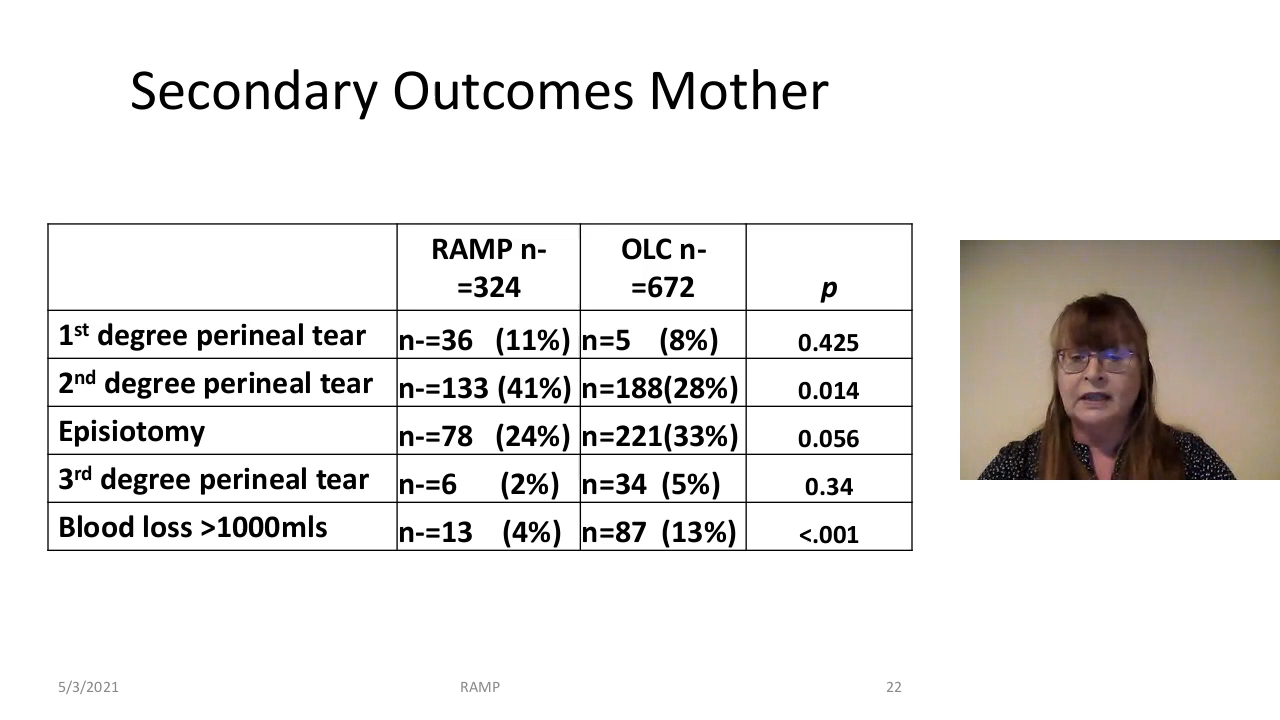 Secondary Outcomes Mother
RAMP n-
=324
OLC n-
=672
p
1st degree perineal tear n-=36 (11%) n=5 (8%) 0.425
2nd degree perineal tear n-=133 (41%) n=188(28%) 0.014
Episiotomy n-=78 (24%) n=221(33%) 0.056
3rd degree perineal tear n-=6 (2%) n=34 (5%) 0.34
Blood loss >1000mls n-=13 (4%) n=87 (13%) <.001
5/3/2021 RAMP 22